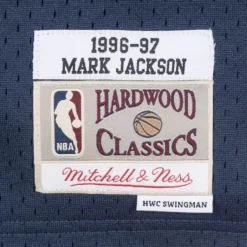 1996-97
MARK JACKSON
HARDWOOD
NBA
CLASSICS
Mitchell & Ness
HWC SWINGMAN